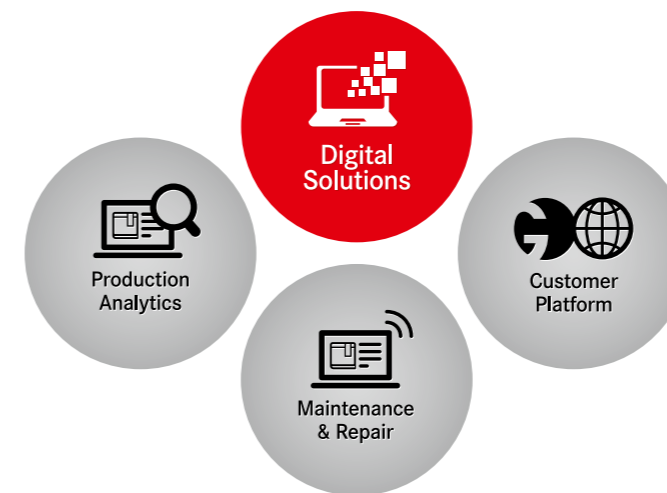 Digital
Solutions
Production
Analytics
Customer
Platform
Maintenance
& Repair